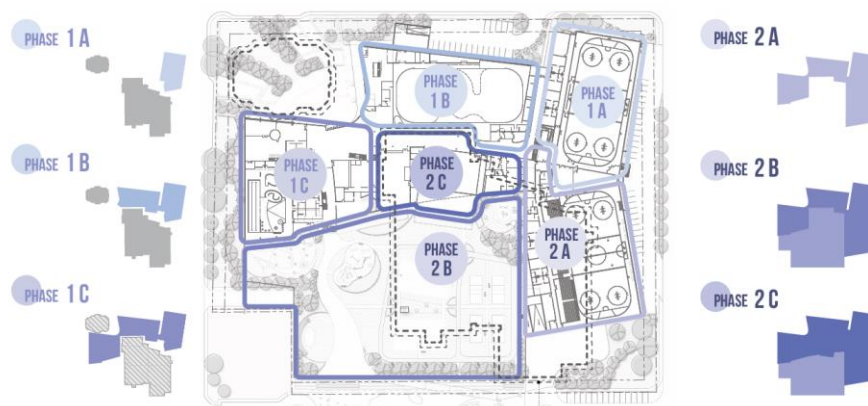 PHASE 1 A
PHASE 1 B
PHASE 1 C
PHASE
1 B
PHASE
1 A
PHASE
1 C
PHASE
2 C
PHASE
2 B
PHASE
2 A
PHASE 2 A
PHASE 2 B
PHASE 2 C